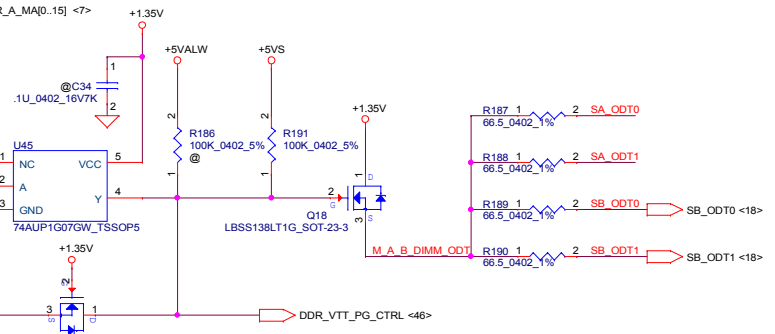 R_A_MA[0..15] <7>
+1.35V
+5VALW
+5VS
1
@C34
.1U_0402_16V7K
2
2
R186
100K_0402_5%
@
1
2
R191
100K_0402_5%
1
+1.35V
U45
1
NC
VCC
5
2
A
Y
4
3
GND
74AUP1G07GW_TSSOP5
1
D
2
G
3
S
Q18
LBSS138LT1G_SOT-23-3
M_A_B_DIMM_ODT
R187
1
2
SA_ODT0
66.5_0402_1%
R188
1
2
SA_ODT1
66.5_0402_1%
R189
1
2
SB_ODT0
SB_ODT0 <18>
66.5_0402_1%
R190
1
2
SB_ODT1
SB_ODT1 <18>
66.5_0402_1%
+1.35V
G
2
3
S
D
1
DDR_VTT_PG_CTRL <46>